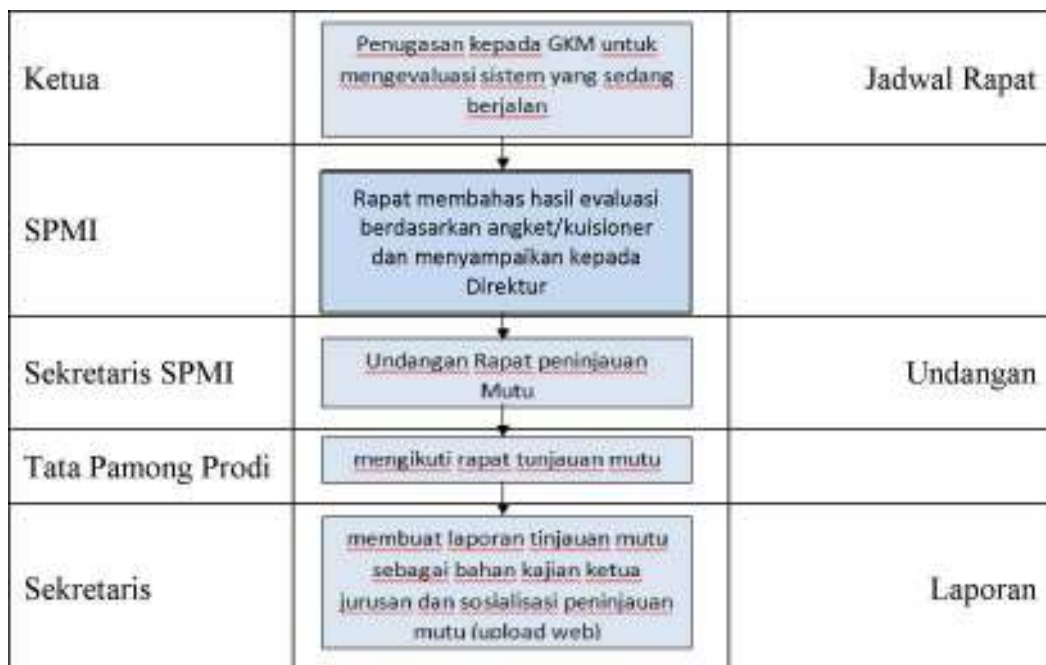 Ketua
Penugasan kepada GKM untuk
mengevaluasi sistem yang sedang
berjalan
Jadwal Rapat
SPMI
Rapat membahas hasil evaluasi
berdasarkan angket/kuisioner
dan menyampaikan kepada
Direktur
Sekretaris SPMI
Undangan Rapat peninjauan
Mutu
Undangan
Tata Pamong Prodi
mengikuti rapat tunjauan mutu
Sekretaris
membuat laporan tinjauan mutu
sebagai bahan kajian ketua
jurusan dan sosialisasi peninjauan
mutu (upload web)
Laporan